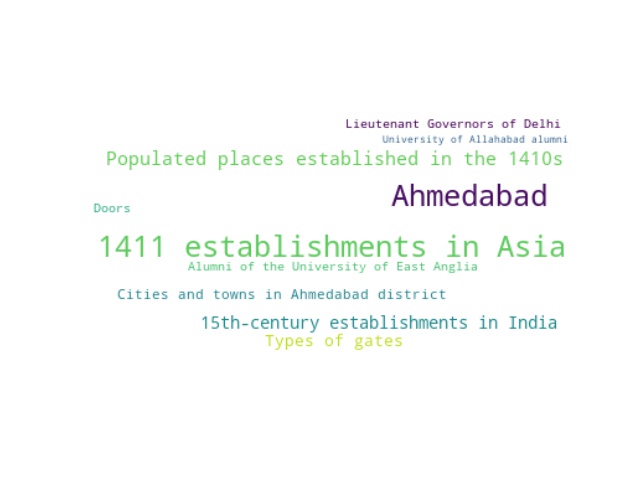 Lieutenant Governors of Delhi
University of Allahabad alumni
Populated places established in the 1410s
Ahmedabad
Doors
1411 establishments in Asia
Alumni of the University of East Anglia
Cities and towns in Ahmedabad district
15th-century establishments in India
Types of gates